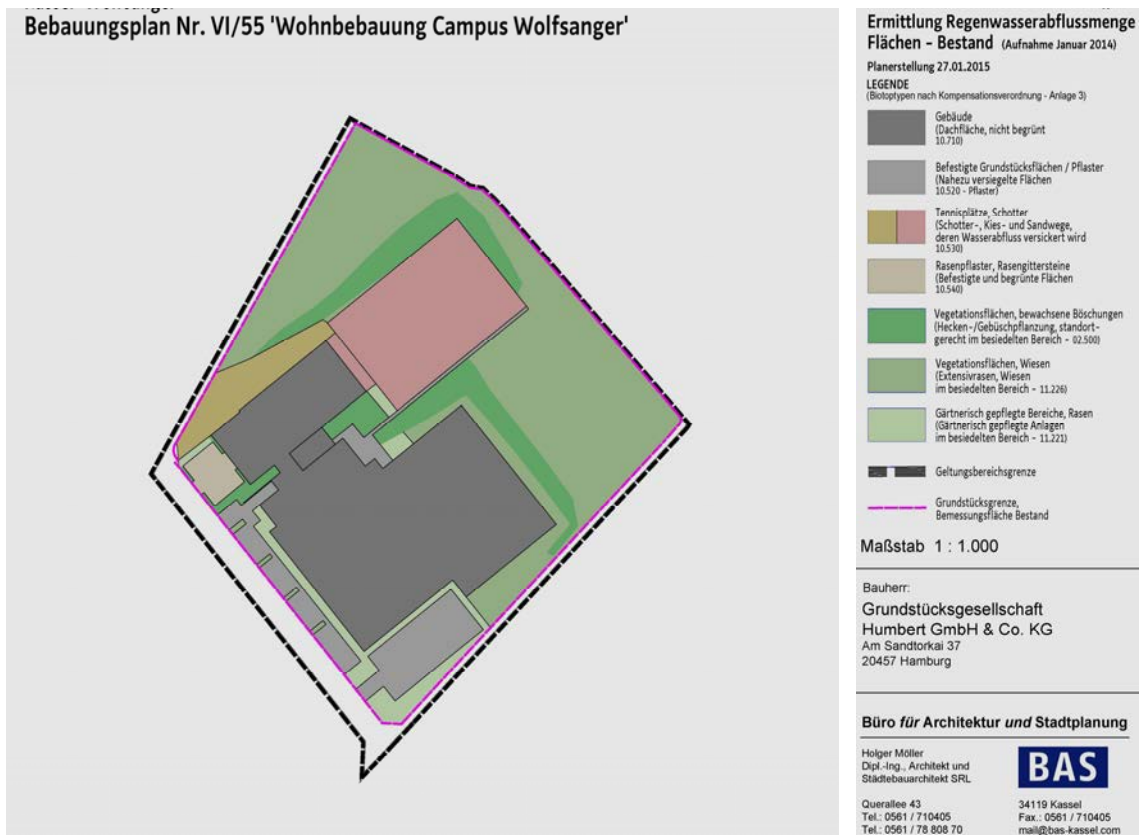 Bebauungsplan Nr. VI/55 'Wohnbebauung Campus Wolfsanger'
Ermittlung Regenwasserabflussmenge
Flächen - Bestand (Aufnahme Januar 2014)
Planerstellung 27.01.2015
LEGENDE
(Biotoptypen nach Kompensationsverordnung - Anlage 3)
Gebäude
(Dachfläche, nicht begrünt
10.710)
Befestigte Grundstücksflächen / Pflaster
(Nahezu versiegelte Flächen
10.520 - Pflaster)
Tennisplätze, Schotter
(Schotter-, Kies- und Sandwege,
deren Wasserabfluss versickert wird
10.530)
Rasenpflaster, Rasengittersteine
(Befestigte und begrünte Flächen
10.540)
Vegetationsflächen, bewachsene Böschungen
(Hecken-/Gebüschpflanzung, standort-
gerecht im besiedelten Bereich - 02.500)
Vegetationsflächen, Wiesen
(Extensivrasen, Wiesen
im besiedelten Bereich - 11.226)
Gärtnerisch gepflegte Bereiche, Rasen
(Gärtnerisch gepflegte Anlagen
im besiedelten Bereich - 11.221)
Geltungsbereichsgrenze
Grundstücksgrenze,
Bemessungsfläche Bestand
Maßstab 1 : 1.000
Bauherr:
Grundstücksgesellschaft
Humbert GmbH & Co. KG
Am Sandtorkai 37
20457 Hamburg
Büro für Architektur und Stadtplanung
Holger Möller
Dipl.-Ing., Architekt und
Städtebauarchitekt SRL
BAS
Querallee 43
Tel.: 0561 / 710405
Tel.: 0561 / 78 808 70
34119 Kassel
Fax.: 0561 / 710405
mail@bas-kassel.com